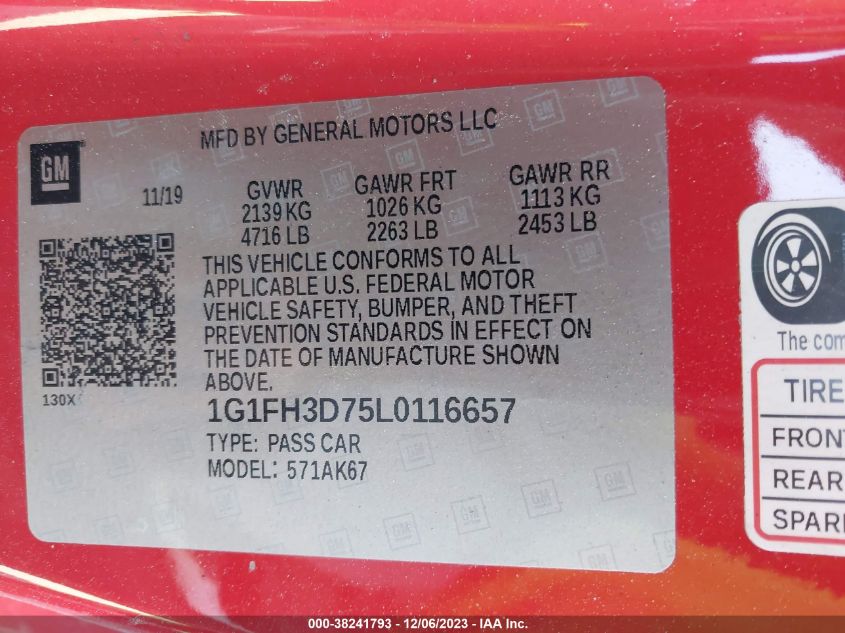 MFD BY GENERAL MOTORS LLC
GM
11/19
GVWR GAWR FRT GAWR RR
2139 KG 1026 KG 1113 KG
4716 LB 2263 LB 2453 LB
THIS VEHICLE CONFORMS TO ALL
APPLICABLE U.S. FEDERAL MOTOR
VEHICLE SAFETY, BUMPER, AND THEFT
PREVENTION STANDARDS IN EFFECT ON
THE DATE OF MANUFACTURE SHOWN
ABOVE.
130X
1G1FH3D75L0116657
TYPE: PASS CAR
MODEL: 571AK67
The com
TIRE
FRONT
REAR
SPAR
000-38241793 - 12/06/2023 - IAA Inc.